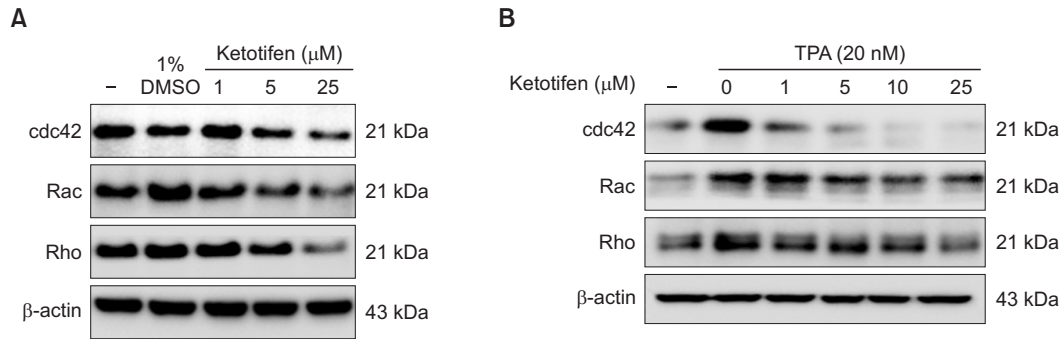 A
Ketotifen (μM)
1%
DMSO
– 1 5 25
cdc42 21 kDa
Rac 21 kDa
Rho 21 kDa
β-actin 43 kDa
B
TPA (20 nM)
Ketotifen (μM) – 0 1 5 10 25
cdc42 21 kDa
Rac 21 kDa
Rho 21 kDa
β-actin 43 kDa